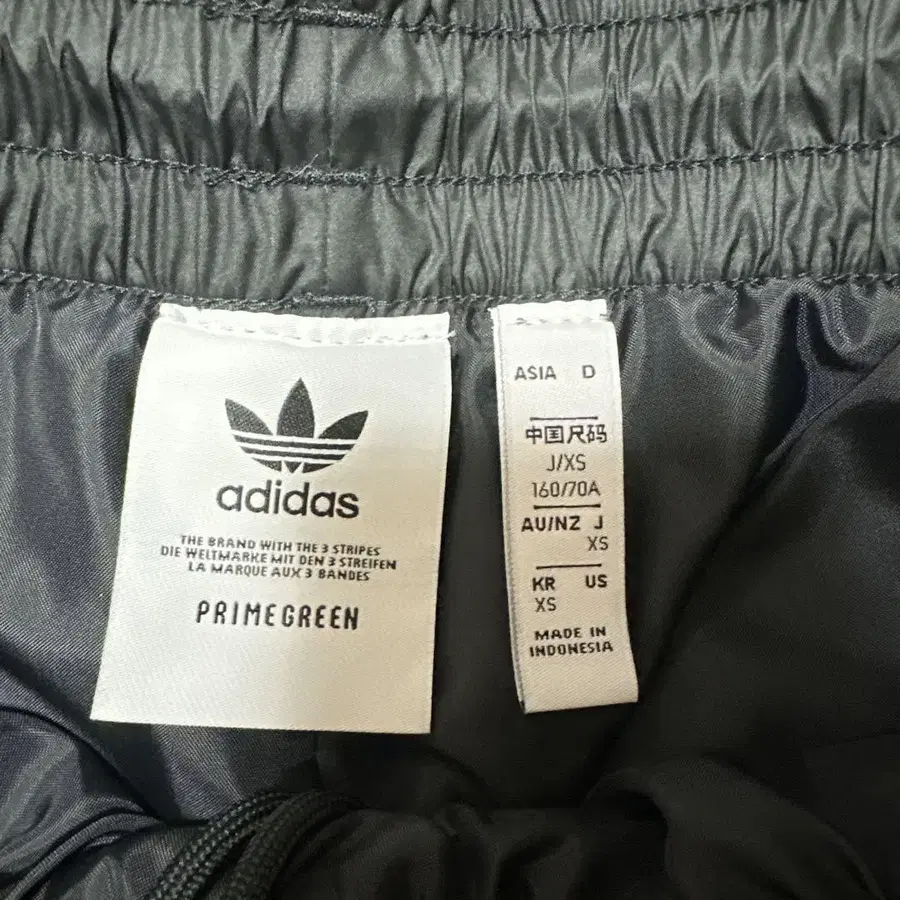 adidas
THE BRAND WITH THE 3 STRIPES
DIE WELTMARKE MIT DEN 3 STREIFEN
LA MARQUE AUX 3 BANDES
PRIMEGREEN
ASIA D
中国尺码
J/XS
160/70A
AU/NZ J
XS
KR US
XS
MADE IN
INDONESIA